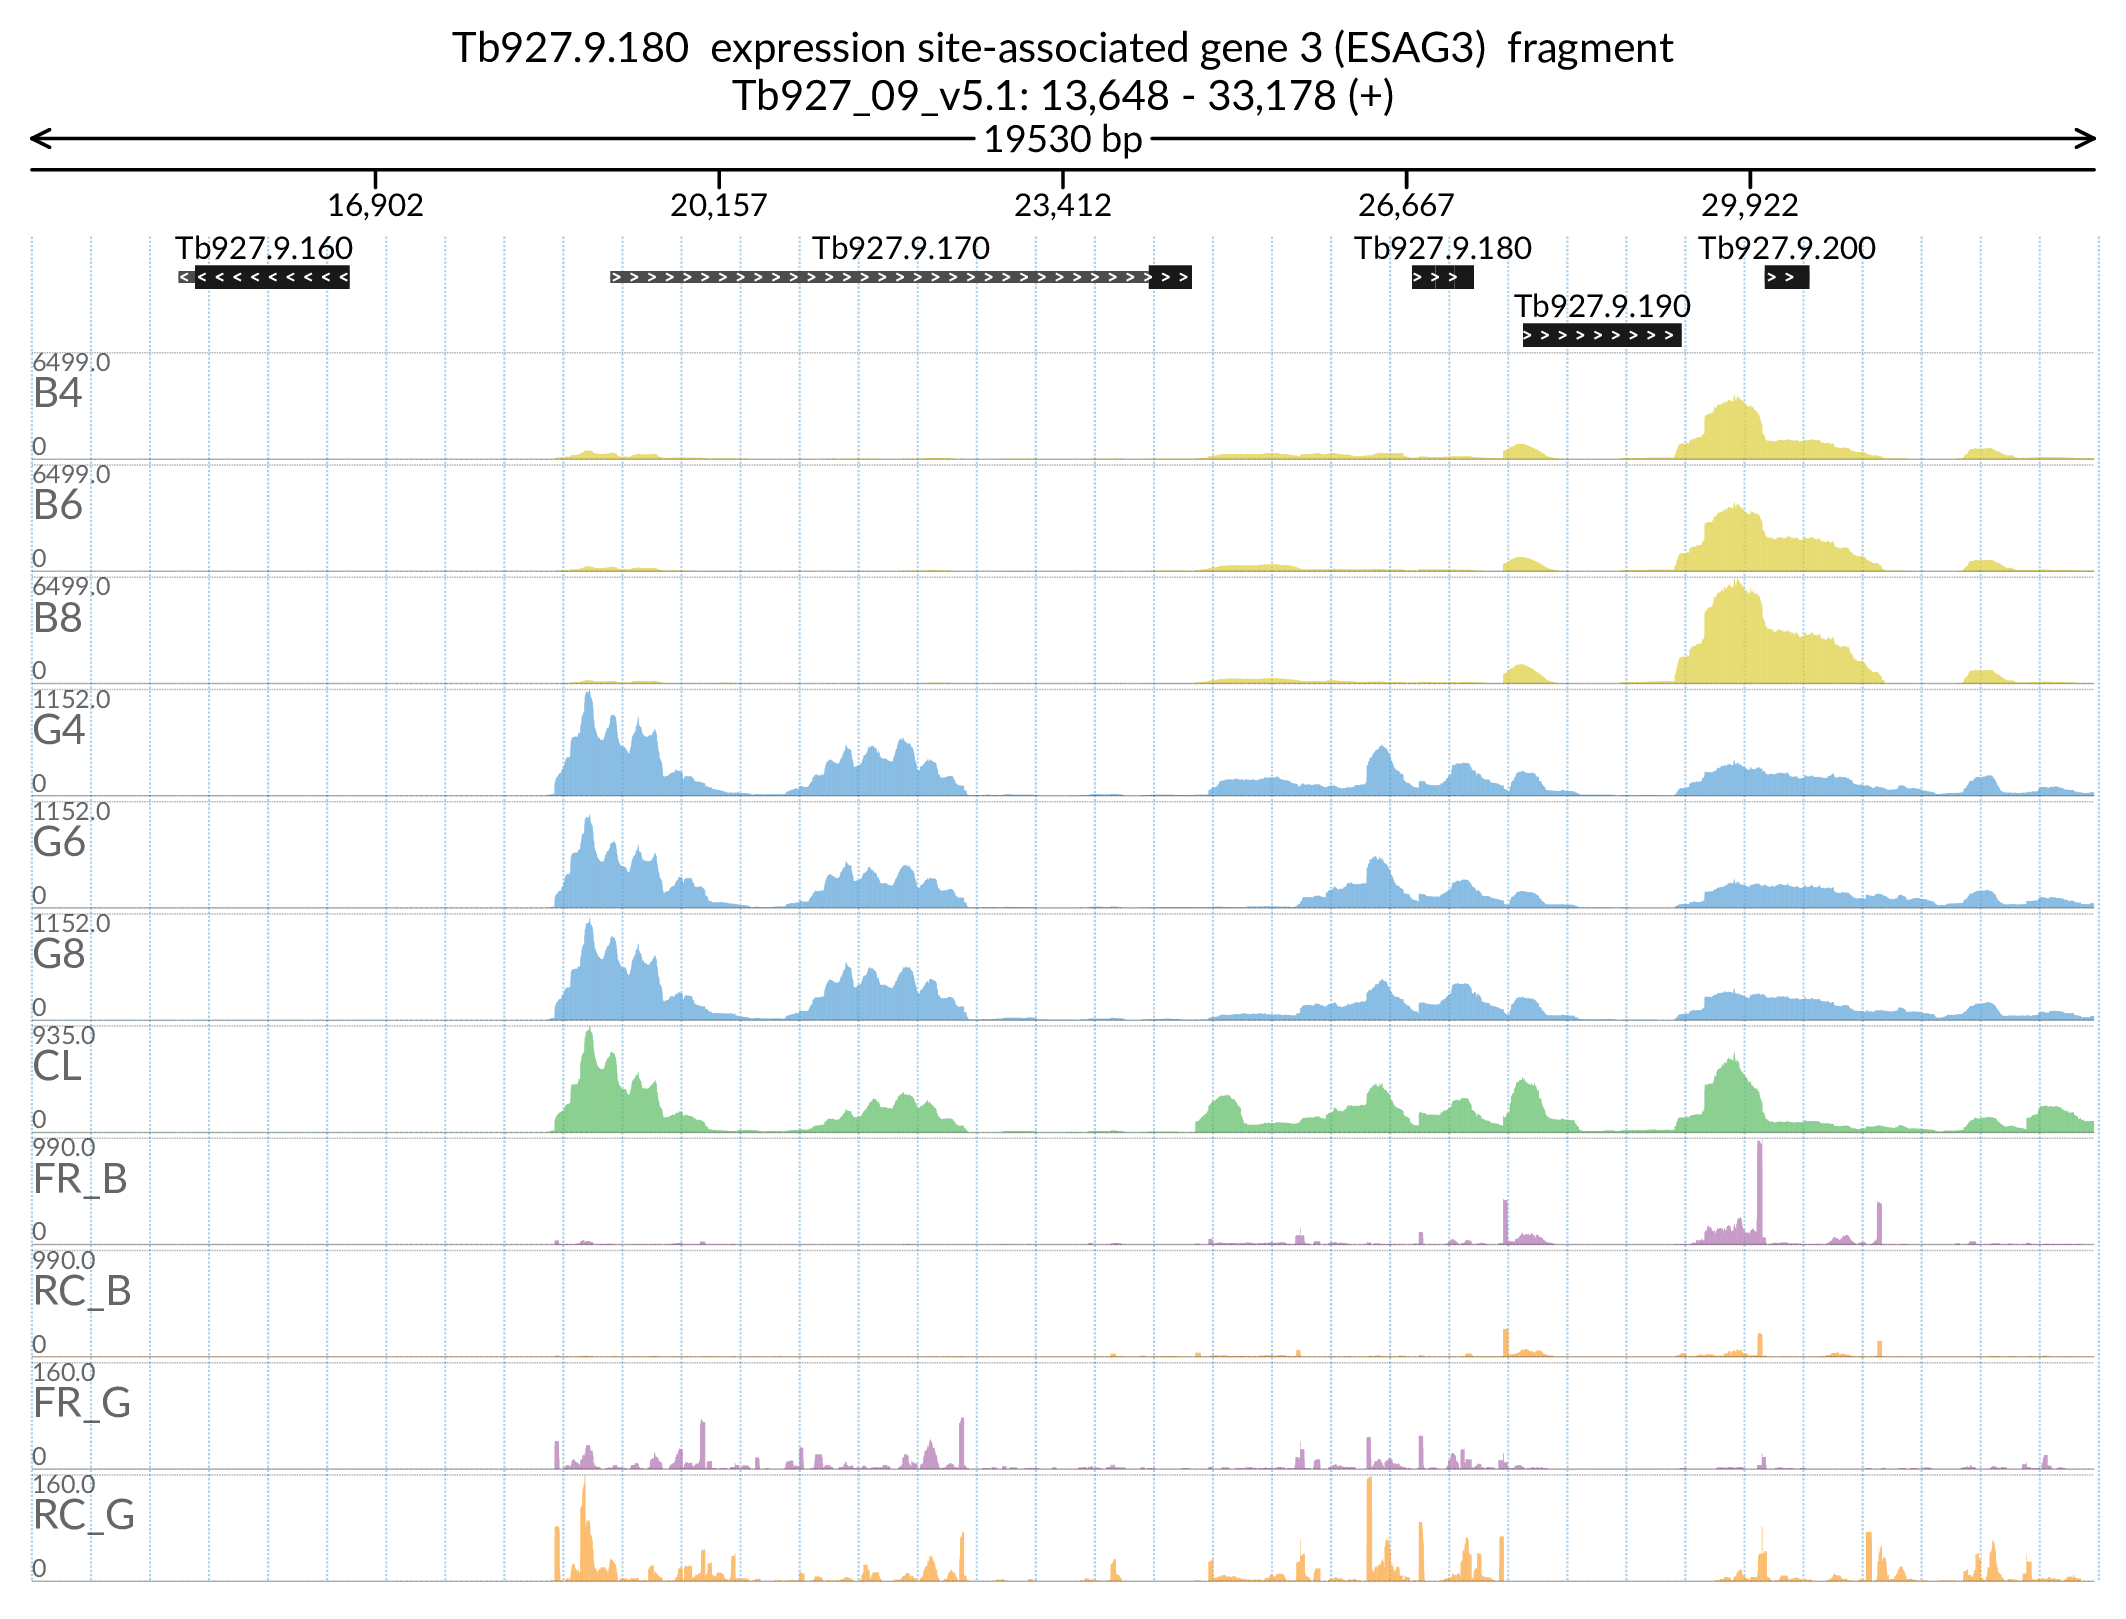 Tb927.9.180  expression site-associated gene 3 (ESAG3)  fragment
Tb927_09_v5.1: 13,648 - 33,178 (+)
19530 bp
16,902 20,157 23,412 26,667 29,922
Tb927.9.160 Tb927.9.170 Tb927.9.180 Tb927.9.200
Tb927.9.190
6499.0
B4
0
6499.0
B6
0
6499.0
B8
0
1152.0
G4
0
1152.0
G6
0
1152.0
G8
0
935.0
CL
0
990.0
FR_B
0
990.0
RC_B
0
160.0
FR_G
0
160.0
RC_G
0